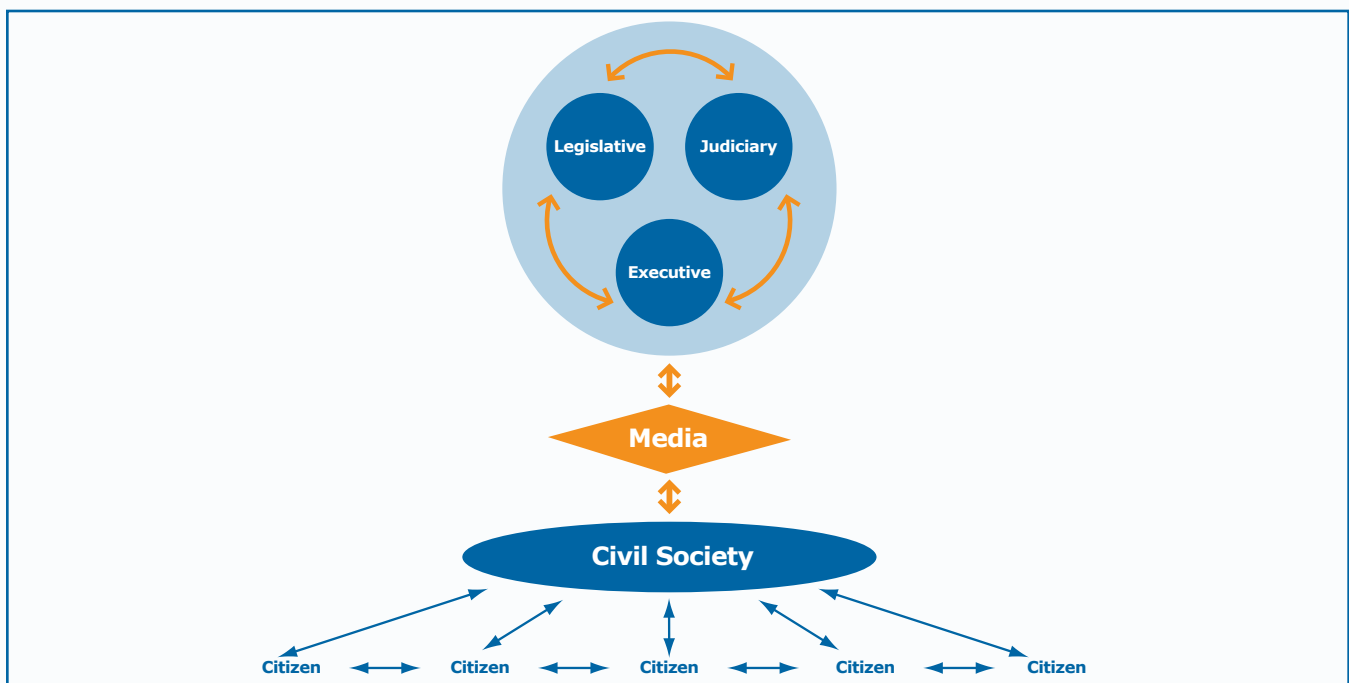 Legislative
Judiciary
Executive
Media
Civil Society
Citizen
Citizen
Citizen
Citizen
Citizen